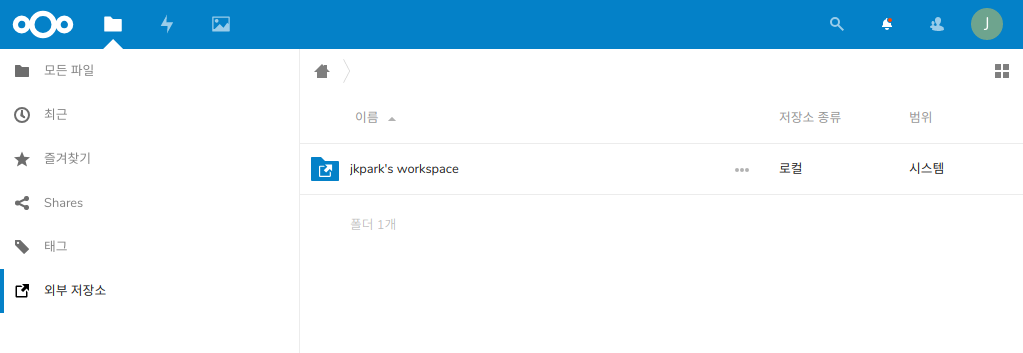 J
모든 파일
최근
즐겨찾기
Shares
태그
외부 저장소
이름 저장소 종류 범위
jkpark's workspace 로컬 시스템
폴더 1개